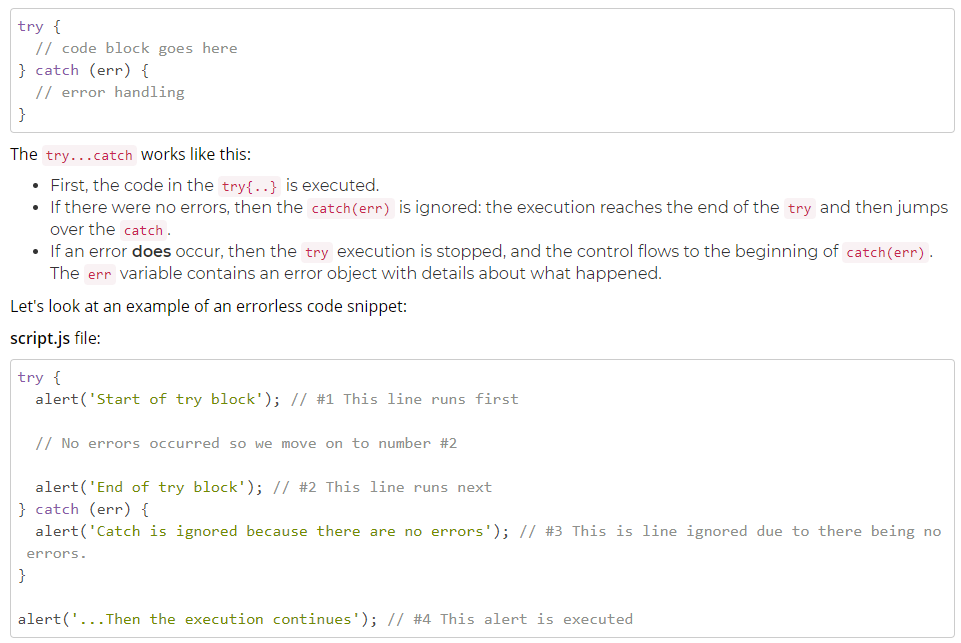 try {
  // code block goes here
} catch (err) {
  // error handling
}
The try...catch works like this:
• First, the code in the try{..} is executed.
• If there were no errors, then the catch(err) is ignored: the execution reaches the end of the try and then jumps
over the catch.
• If an error does occur, then the try execution is stopped, and the control flows to the beginning of catch(err).
The err variable contains an error object with details about what happened.
Let's look at an example of an errorless code snippet:
script.js file:
try {
  alert('Start of try block'); // #1 This line runs first
  // No errors occurred so we move on to number #2
  alert('End of try block'); // #2 This line runs next
} catch (err) {
  alert('Catch is ignored because there are no errors'); // #3 This is line ignored due to there being no
 errors.
}
alert('...Then the execution continues'); // #4 This alert is executed